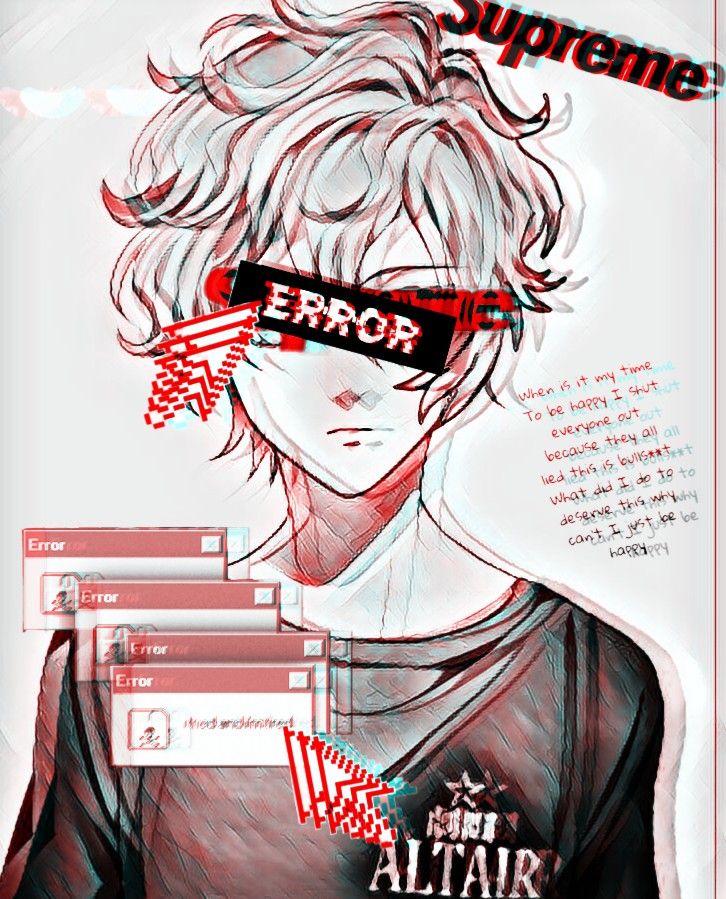 Supreme
ERROR
When is it my time
To be happy I shut
everyone out
because they all
lied this is bulls**t
What did I do to
deserve this why
can't I just be
happy
Error
Error
Error
Error
ALTAIR